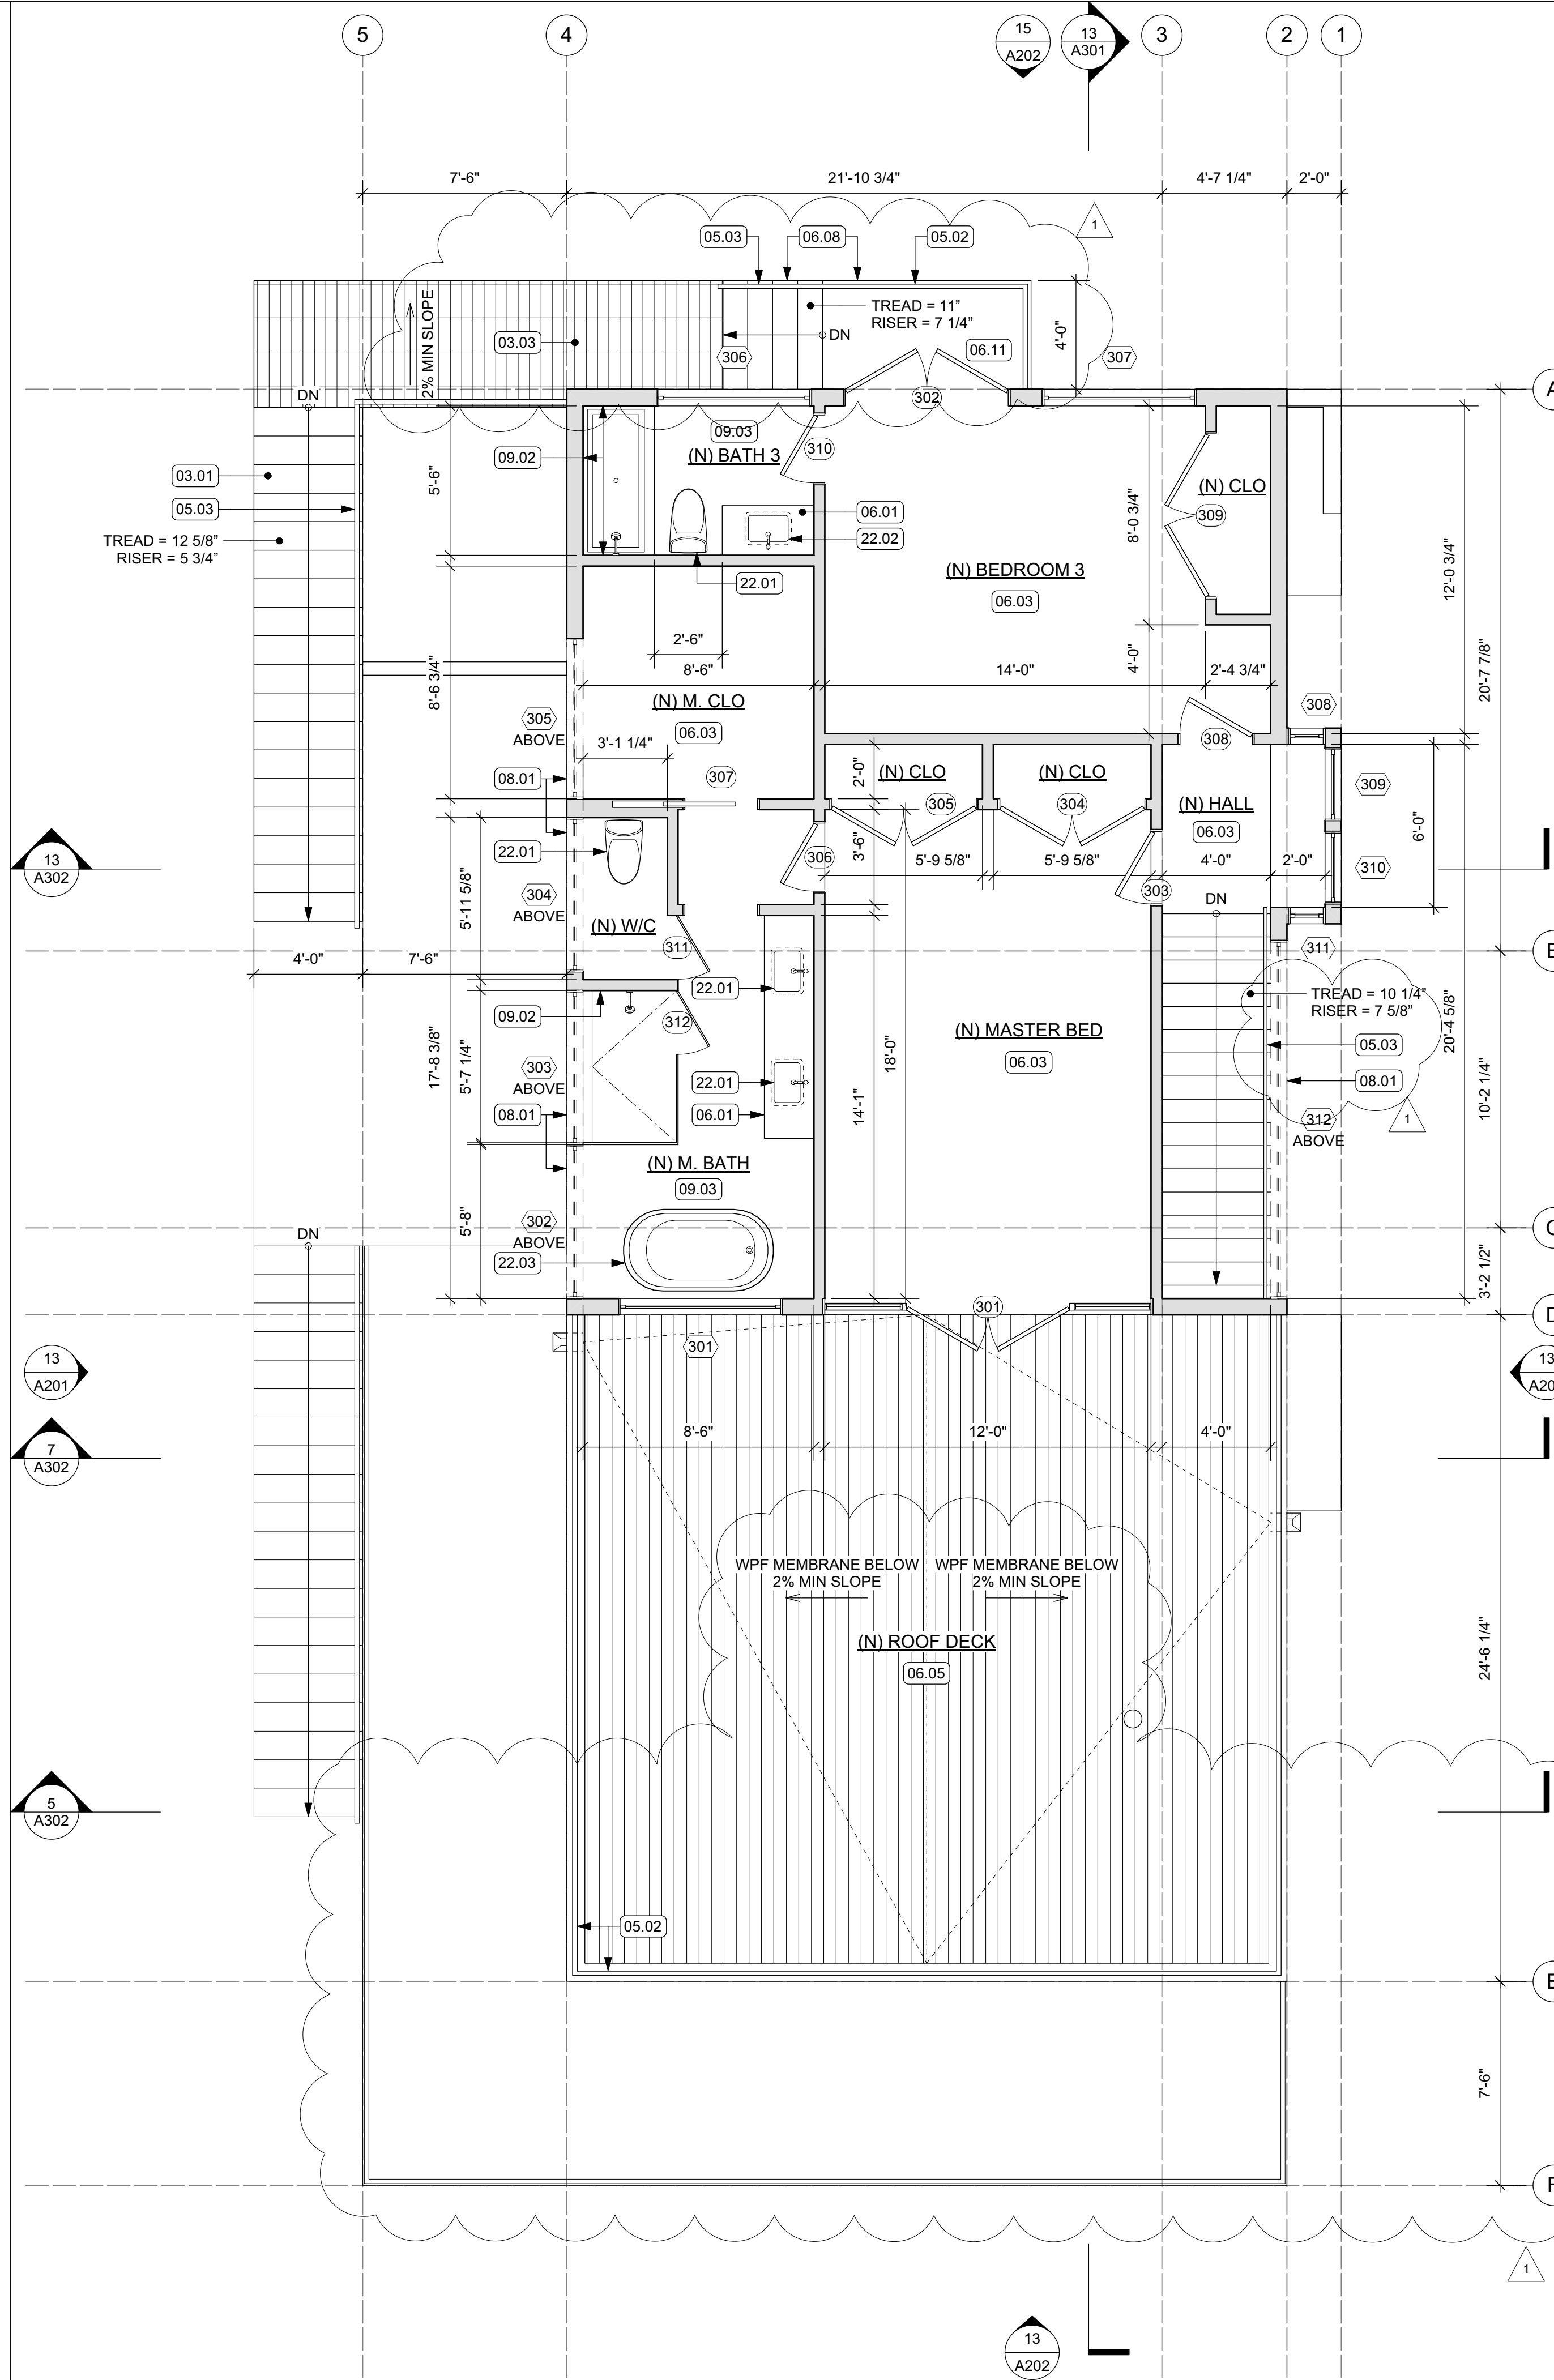 5
4
15
A202
13
A301
3
2
1
7'-6"
21'-10 3/4"
4'-7 1/4"
2'-0"
1
05.03
06.08
05.02
2% MIN SLOPE
TREAD = 11”
RISER = 7 1/4”
DN
03.03
306
06.11
4'-0"
307
DN
302
A
09.03
310
09.02
(N) BATH 3
03.01
05.03
5'-6"
(N) CLO
309
06.01
22.02
8'-0 3/4"
12'-0 3/4"
TREAD = 12 5/8”
RISER = 5 3/4”
22.01
(N) BEDROOM 3
06.03
2'-6"
8'-6"
14'-0"
4'-0"
2'-4 3/4"
20'-7 7/8"
8'-6 3/4"
(N) M. CLO
06.03
305
ABOVE
3'-1 1/4"
308
308
08.01
307
2'-0"
(N) CLO
(N) CLO
305
304
(N) HALL
06.03
309
6'-0"
22.01
306
3'-6"
5'-9 5/8"
5'-9 5/8"
4'-0"
2'-0"
310
13
A302
304
ABOVE
5'-11 5/8"
303
DN
(N) W/C
311
311
B
4'-0"
7'-6"
22.01
TREAD = 10 1/4”
RISER = 7 5/8”
09.02
312
(N) MASTER BED
06.03
20'-4 5/8"
05.03
17'-8 3/8"
5'-7 1/4"
303
ABOVE
18'-0"
22.01
08.01
08.01
06.01
14'-1"
10'-2 1/4"
312
ABOVE
1
(N) M. BATH
09.03
302
ABOVE
5'-8"
DN
22.03
C
3'-2 1/2"
301
D
301
13
A201
13
7
A302
8'-6"
12'-0"
4'-0"
WPF MEMBRANE BELOW
2% MIN SLOPE
WPF MEMBRANE BELOW
2% MIN SLOPE
(N) ROOF DECK
06.05
24'-6 1/4"
5
A302
05.02
E
7'-6"
F
1
13
A202